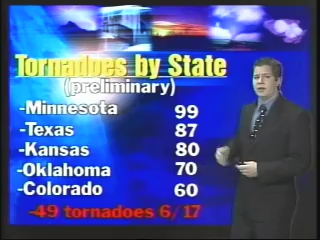 Tornadoes by State
(preliminary)
-Minnesota 99
-Texas 87
-Kansas 80
-Oklahoma 70
-Colorado 60
-49 tornadoes 6/17